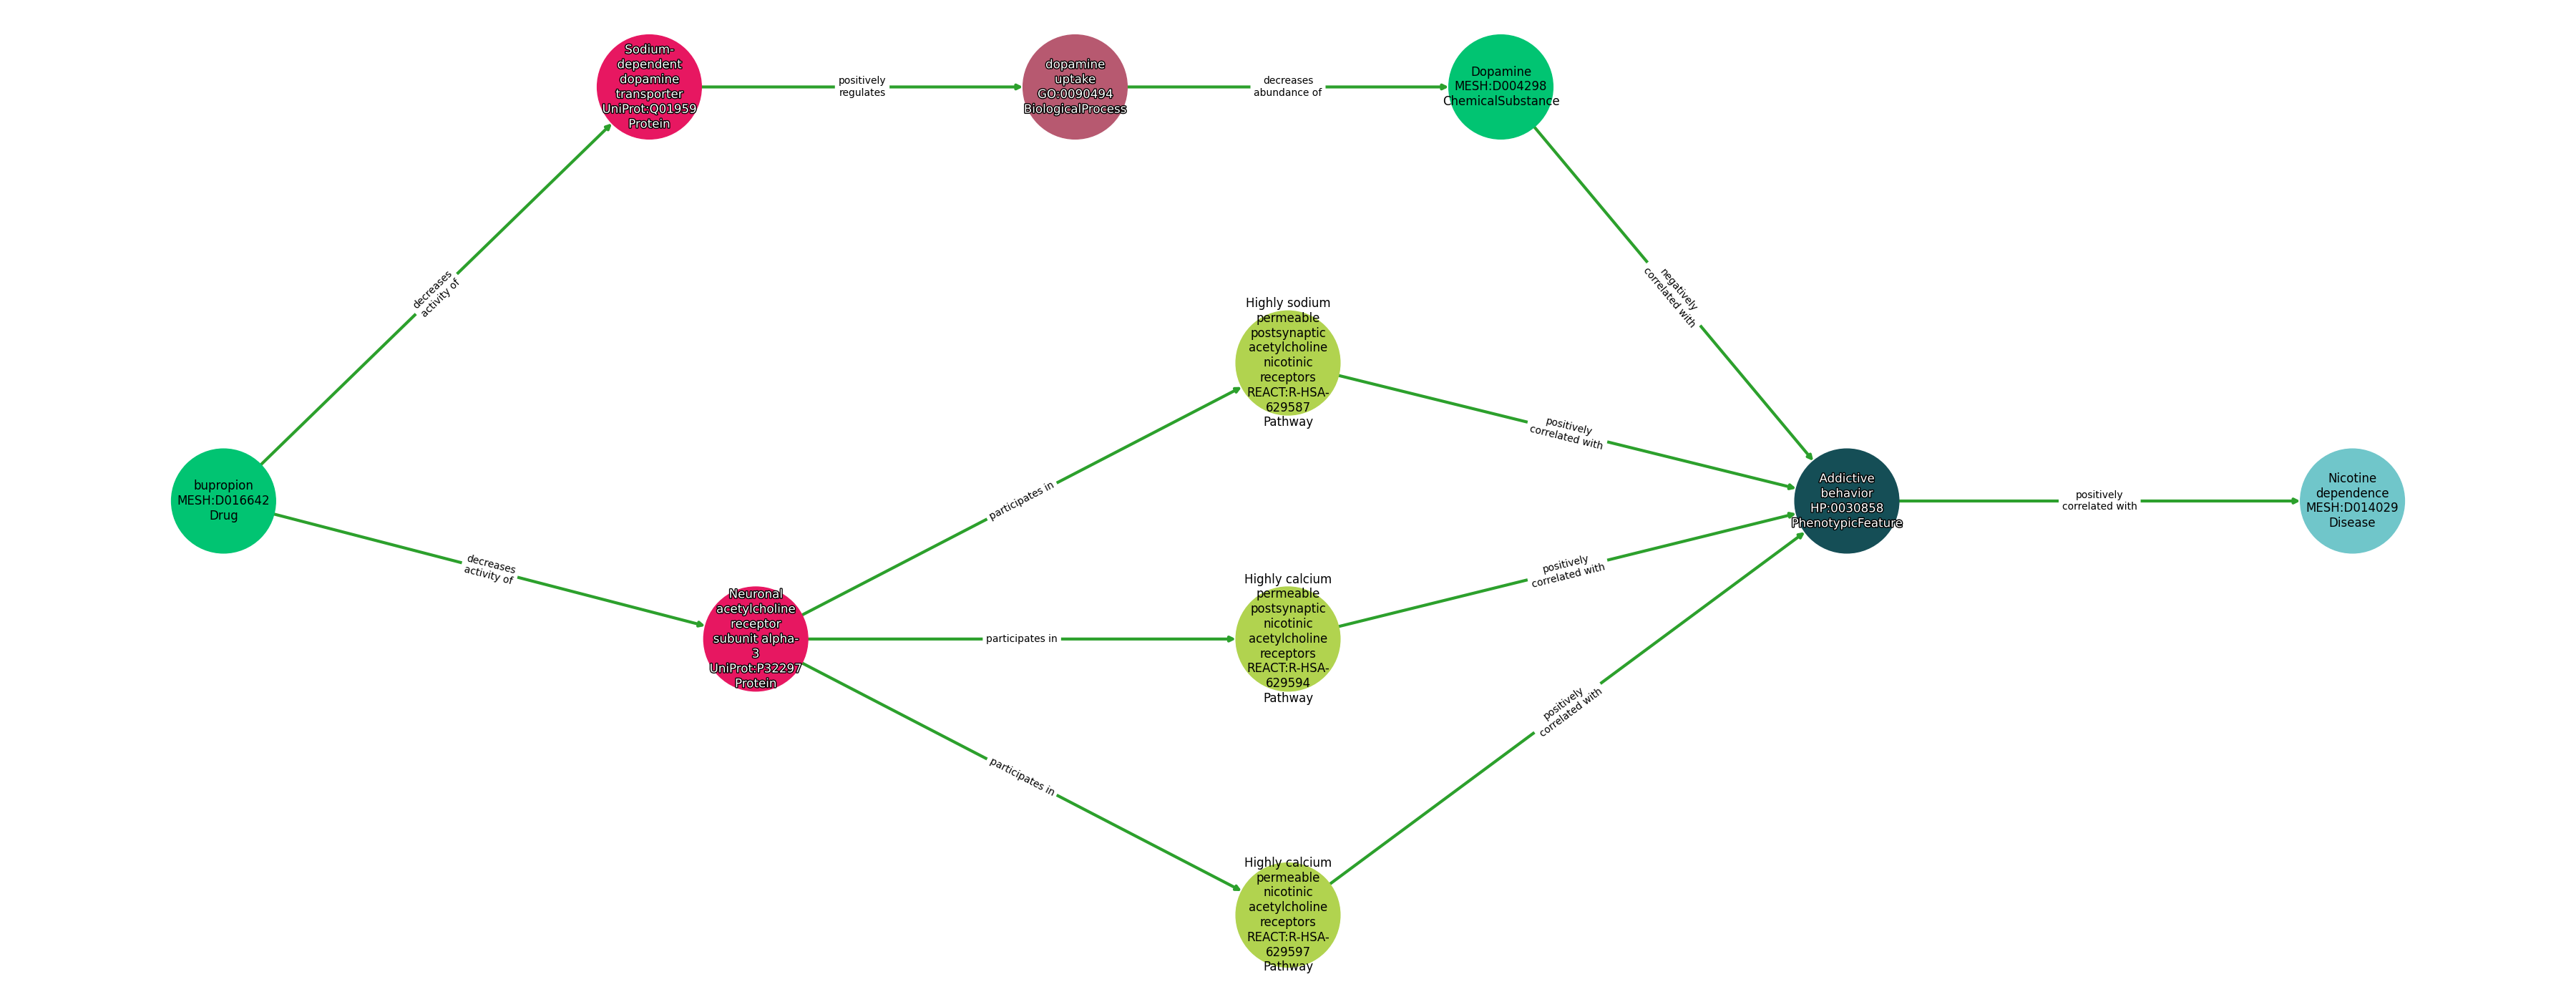 Sodium-
dependent
dopamine
transporter
UniProt:Q01959
Protein
positively
regulates
dopamine
uptake
GO:0090494
BiologicalProcess
decreases
abundance of
Dopamine
MESH:D004298
ChemicalSubstance
decreases
activity of
negatively
correlated with
Highly sodium
permeable
postsynaptic
acetylcholine
nicotinic
receptors
REACT:R-HSA-
629587
Pathway
positively
correlated with
bupropion
MESH:D016642
Drug
participates in
Addictive
behavior
HP:0030858
PhenotypicFeature
positively
correlated with
Nicotine
dependence
MESH:D014029
Disease
decreases
activity of
positively
correlated with
Neuronal
acetylcholine
receptor
subunit alpha-
3
UniProt:P32297
Protein
participates in
Highly calcium
permeable
postsynaptic
nicotinic
acetylcholine
receptors
REACT:R-HSA-
629594
Pathway
positively
correlated with
participates in
Highly calcium
permeable
nicotinic
acetylcholine
receptors
REACT:R-HSA-
629597
Pathway